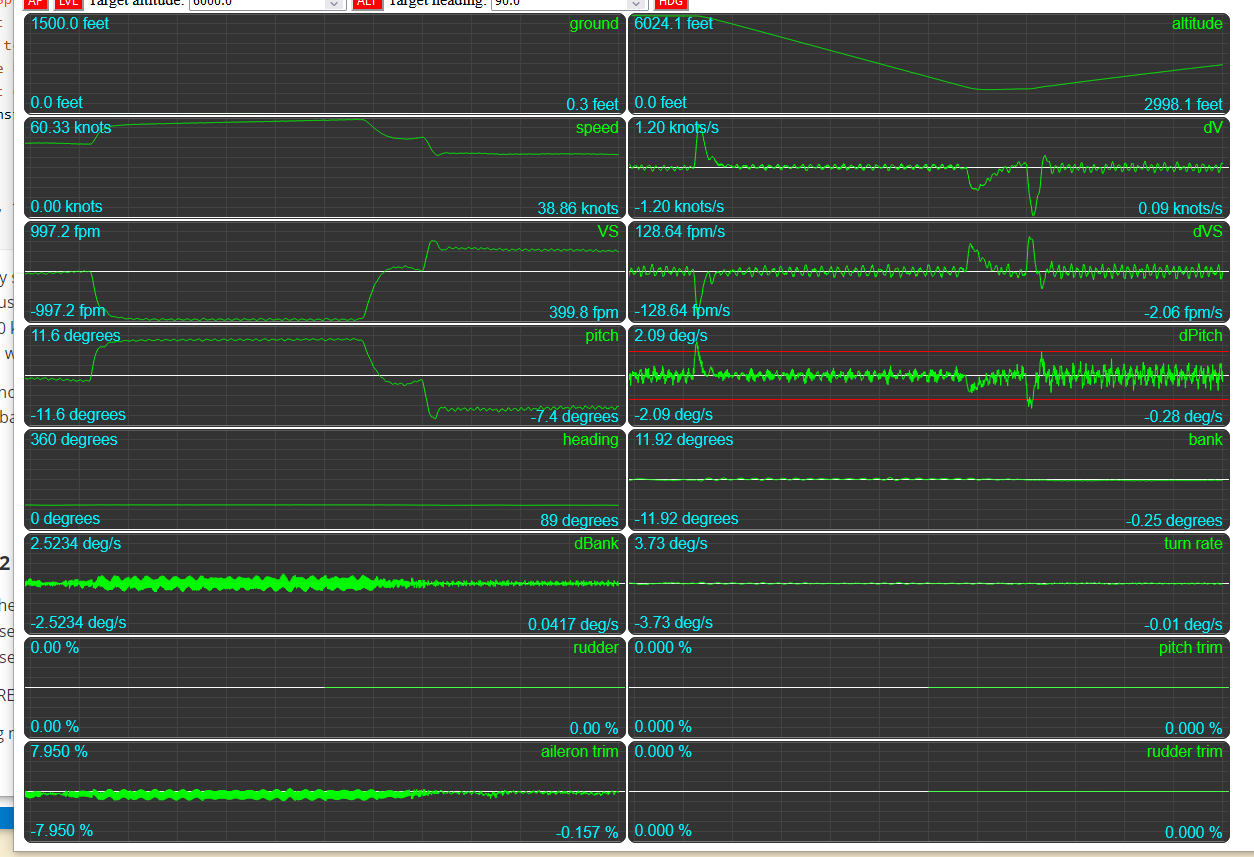 AP LVL Target altitude: 6000.0 ALT Target heading: 90.0 HDG
1500.0 feet ground
0.0 feet 0.3 feet
6024.1 feet altitude
0.0 feet 2998.1 feet
60.33 knots speed
0.00 knots 38.86 knots
1.20 knots/s dV
-1.20 knots/s 0.09 knots/s
997.2 fpm VS
-997.2 fpm 399.8 fpm
128.64 fpm/s dVS
-128.64 fpm/s -2.06 fpm/s
11.6 degrees pitch
-11.6 degrees -7.4 degrees
2.09 deg/s dPitch
-2.09 deg/s -0.28 deg/s
360 degrees heading
0 degrees 89 degrees
11.92 degrees bank
-11.92 degrees -0.25 degrees
2.5234 deg/s dBank
-2.5234 deg/s 0.0417 deg/s
3.73 deg/s turn rate
-3.73 deg/s -0.01 deg/s
0.00 % rudder
0.00 % 0.00 %
0.000 % pitch trim
0.000 % 0.000 %
7.950 % aileron trim
-7.950 % -0.157 %
0.000 % rudder trim
0.000 % 0.000 %